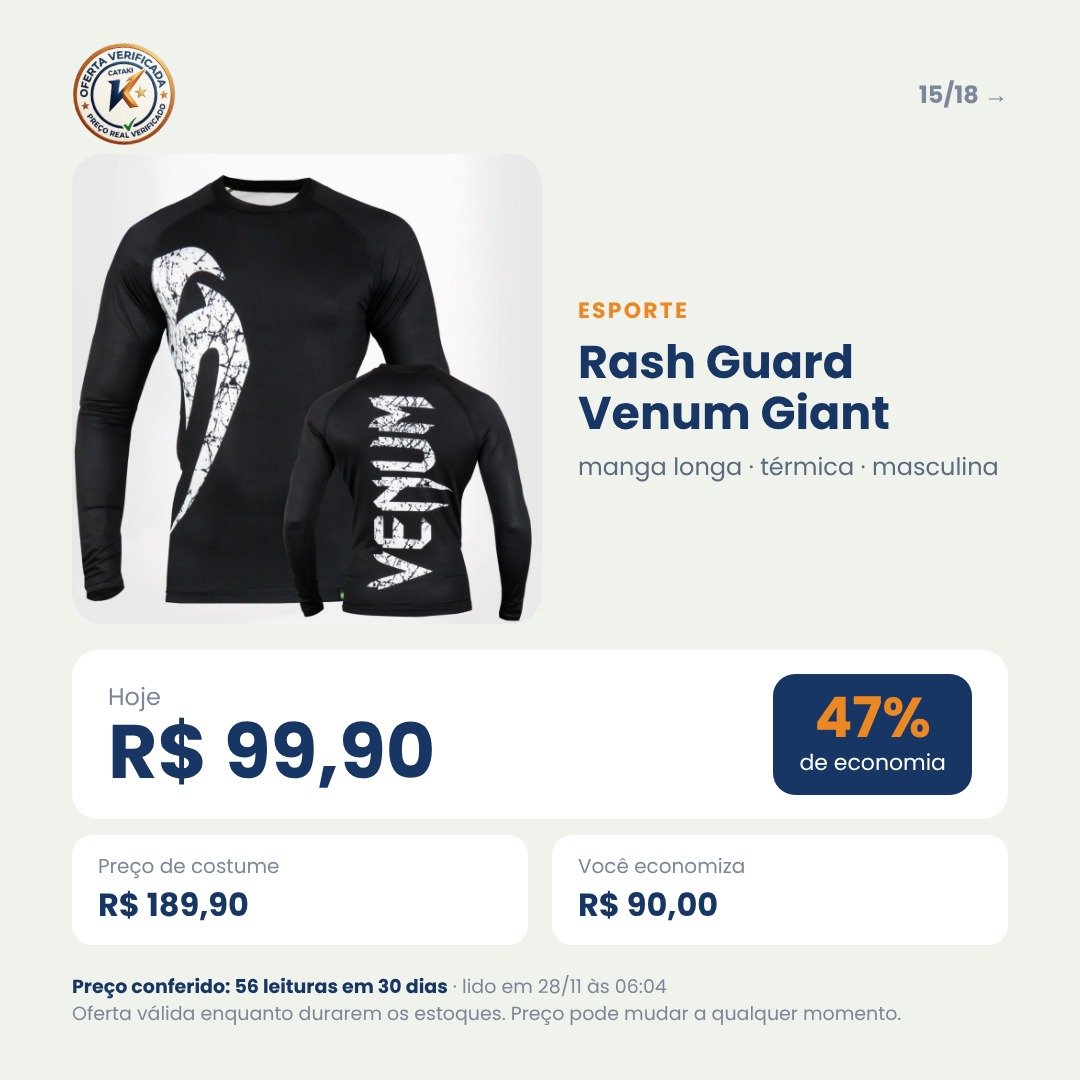 OFERTA VERIFICADA
CATAKI
K
PREÇO REAL VERIFICADO
15/18 →
VENUM
ESPORTE
Rash Guard
Venum Giant
manga longa · térmica · masculina
Hoje
R$ 99,90
47%
de economia
Preço de costume
R$ 189,90
Você economiza
R$ 90,00
Preço conferido: 56 leituras em 30 dias · lido em 28/11 às 06:04
Oferta válida enquanto durarem os estoques. Preço pode mudar a qualquer momento.